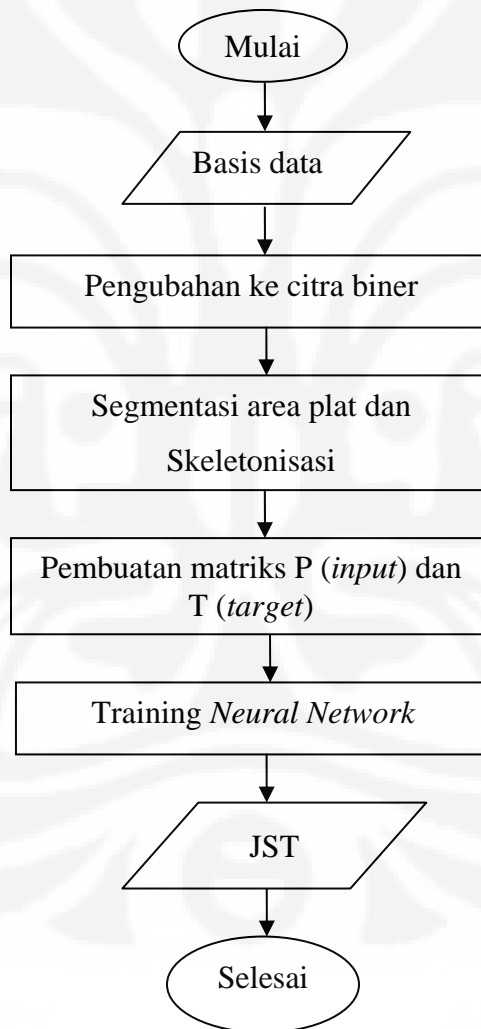 Mulai
Basis data
Pengubahan ke citra biner
Segmentasi area plat dan
Skeletonisasi
Pembuatan matriks P (input) dan
T (target)
Training Neural Network
JST
Selesai